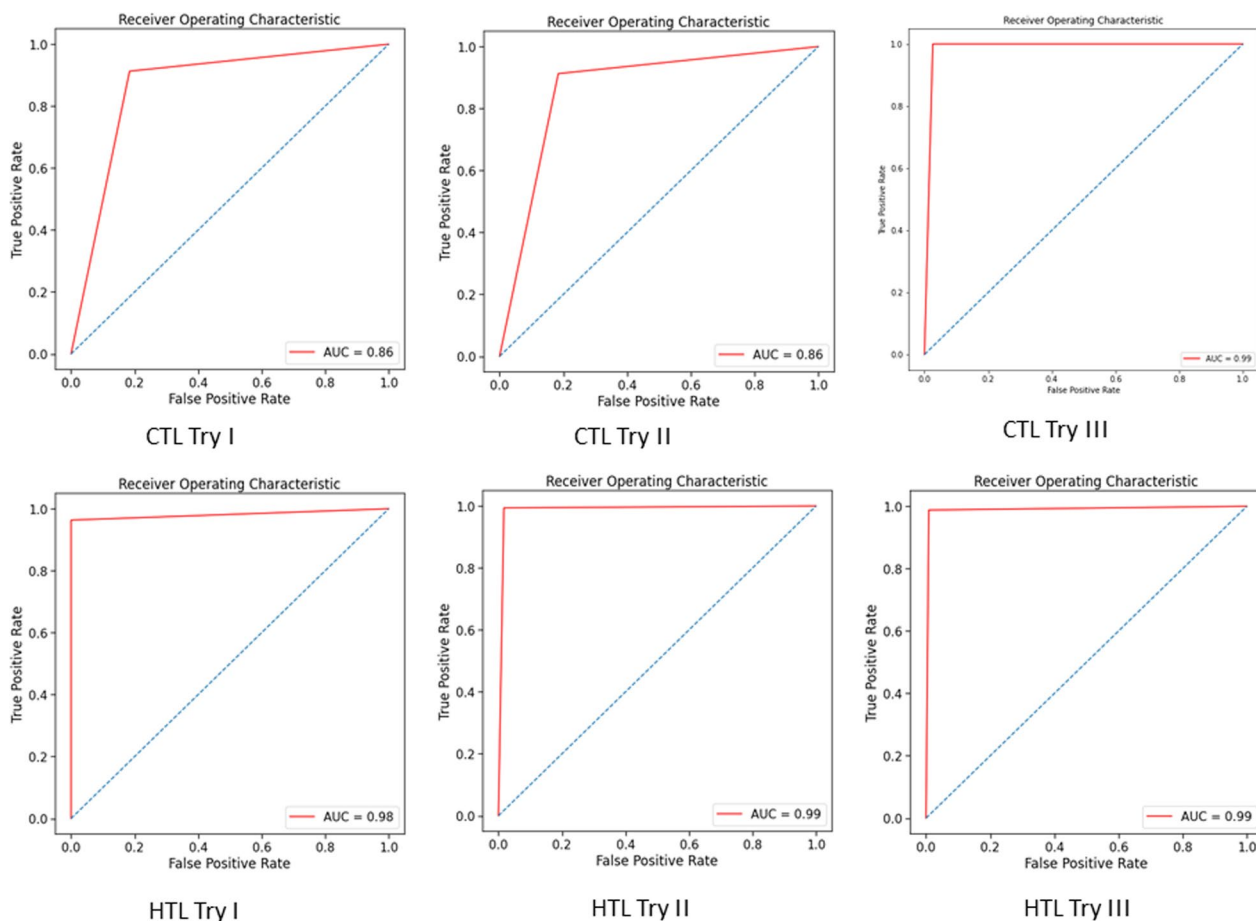 Receiver Operating Characteristic
1.0
0.8
0.6
0.4
0.2
0.0
True Positive Rate
AUC = 0.86
0.0 0.2 0.4 0.6 0.8 1.0
False Positive Rate
CTL Try I
Receiver Operating Characteristic
1.0
0.8
0.6
0.4
0.2
0.0
True Positive Rate
AUC = 0.86
0.0 0.2 0.4 0.6 0.8 1.0
False Positive Rate
CTL Try II
Receiver Operating Characteristic
1.0
0.8
0.6
0.4
0.2
0.0
True Positive Rate
AUC = 0.99
0.0 0.2 0.4 0.6 0.8 1.0
False Positive Rate
CTL Try III
Receiver Operating Characteristic
1.0
0.8
0.6
0.4
0.2
0.0
True Positive Rate
AUC = 0.98
0.0 0.2 0.4 0.6 0.8 1.0
False Positive Rate
HTL Try I
Receiver Operating Characteristic
1.0
0.8
0.6
0.4
0.2
0.0
True Positive Rate
AUC = 0.99
0.0 0.2 0.4 0.6 0.8 1.0
False Positive Rate
HTL Try II
Receiver Operating Characteristic
1.0
0.8
0.6
0.4
0.2
0.0
True Positive Rate
AUC = 0.99
0.0 0.2 0.4 0.6 0.8 1.0
False Positive Rate
HTL Try III